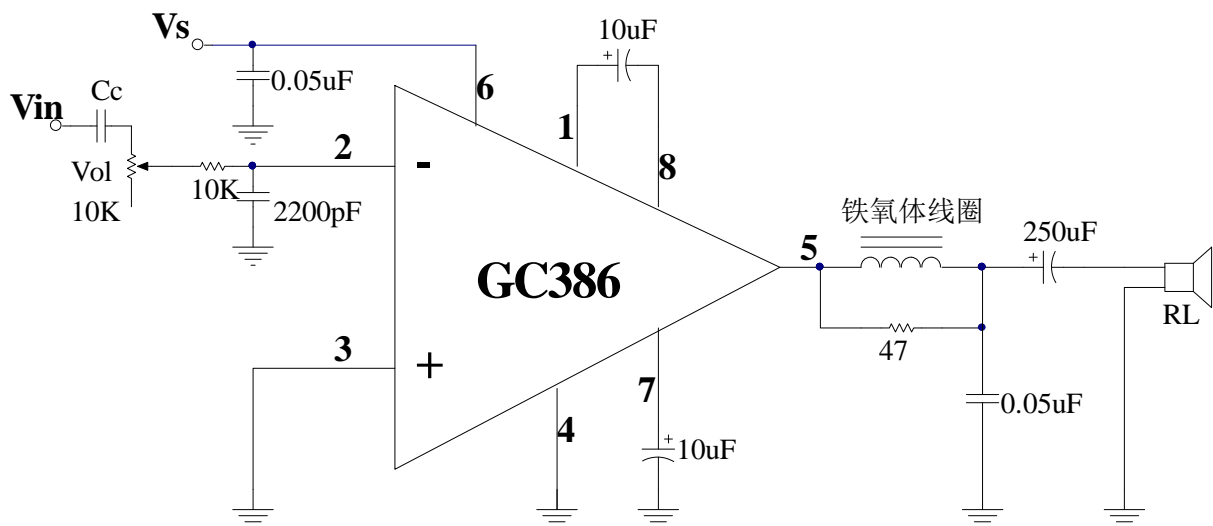 Vs
10uF
0.05uF
6
Vin
Cc
1
2
-
8
Vol
10K
10K
2200pF
铁氧体线圈
5
250uF
GC386
RL
3
+
47
7
4
0.05uF
10uF
+
+
+